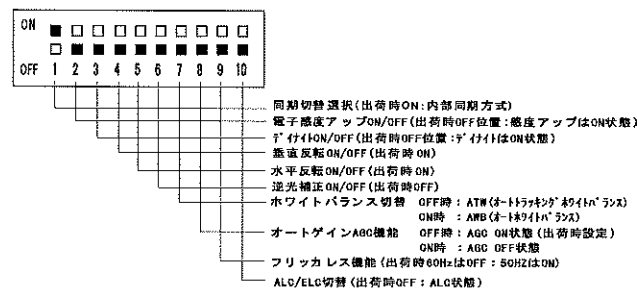 ON
OFF 1 2 3 4 5 6 7 8 9 10
同期切替選択(出荷時ON:内部同期方式)
電子感度アップON/OFF(出荷時OFF位置:感度アップはON状態)
ﾃﾞｲﾅｲﾄON/OFF(出荷時OFF位置:ﾃﾞｲﾅｲﾄはON状態)
垂直反転ON/OFF(出荷時ON)
水平反転ON/OFF(出荷時ON)
逆光補正ON/OFF(出荷時OFF)
ホワイトバランス切替 OFF時 : ATW(ｵｰﾄﾄﾗｯｷﾝｸﾞﾎﾜｲﾄﾊﾞﾗﾝｽ)
ON時 : AWB(ｵｰﾄﾎﾜｲﾄﾊﾞﾗﾝｽ)
オートゲインAGC機能 OFF時 : AGC ON状態(出荷時設定)
ON時 : AGC OFF状態
フリッカレス機能(出荷時60HzはOFF : 50HZはON)
ALC/ELC切替(出荷時OFF : ALC状態)